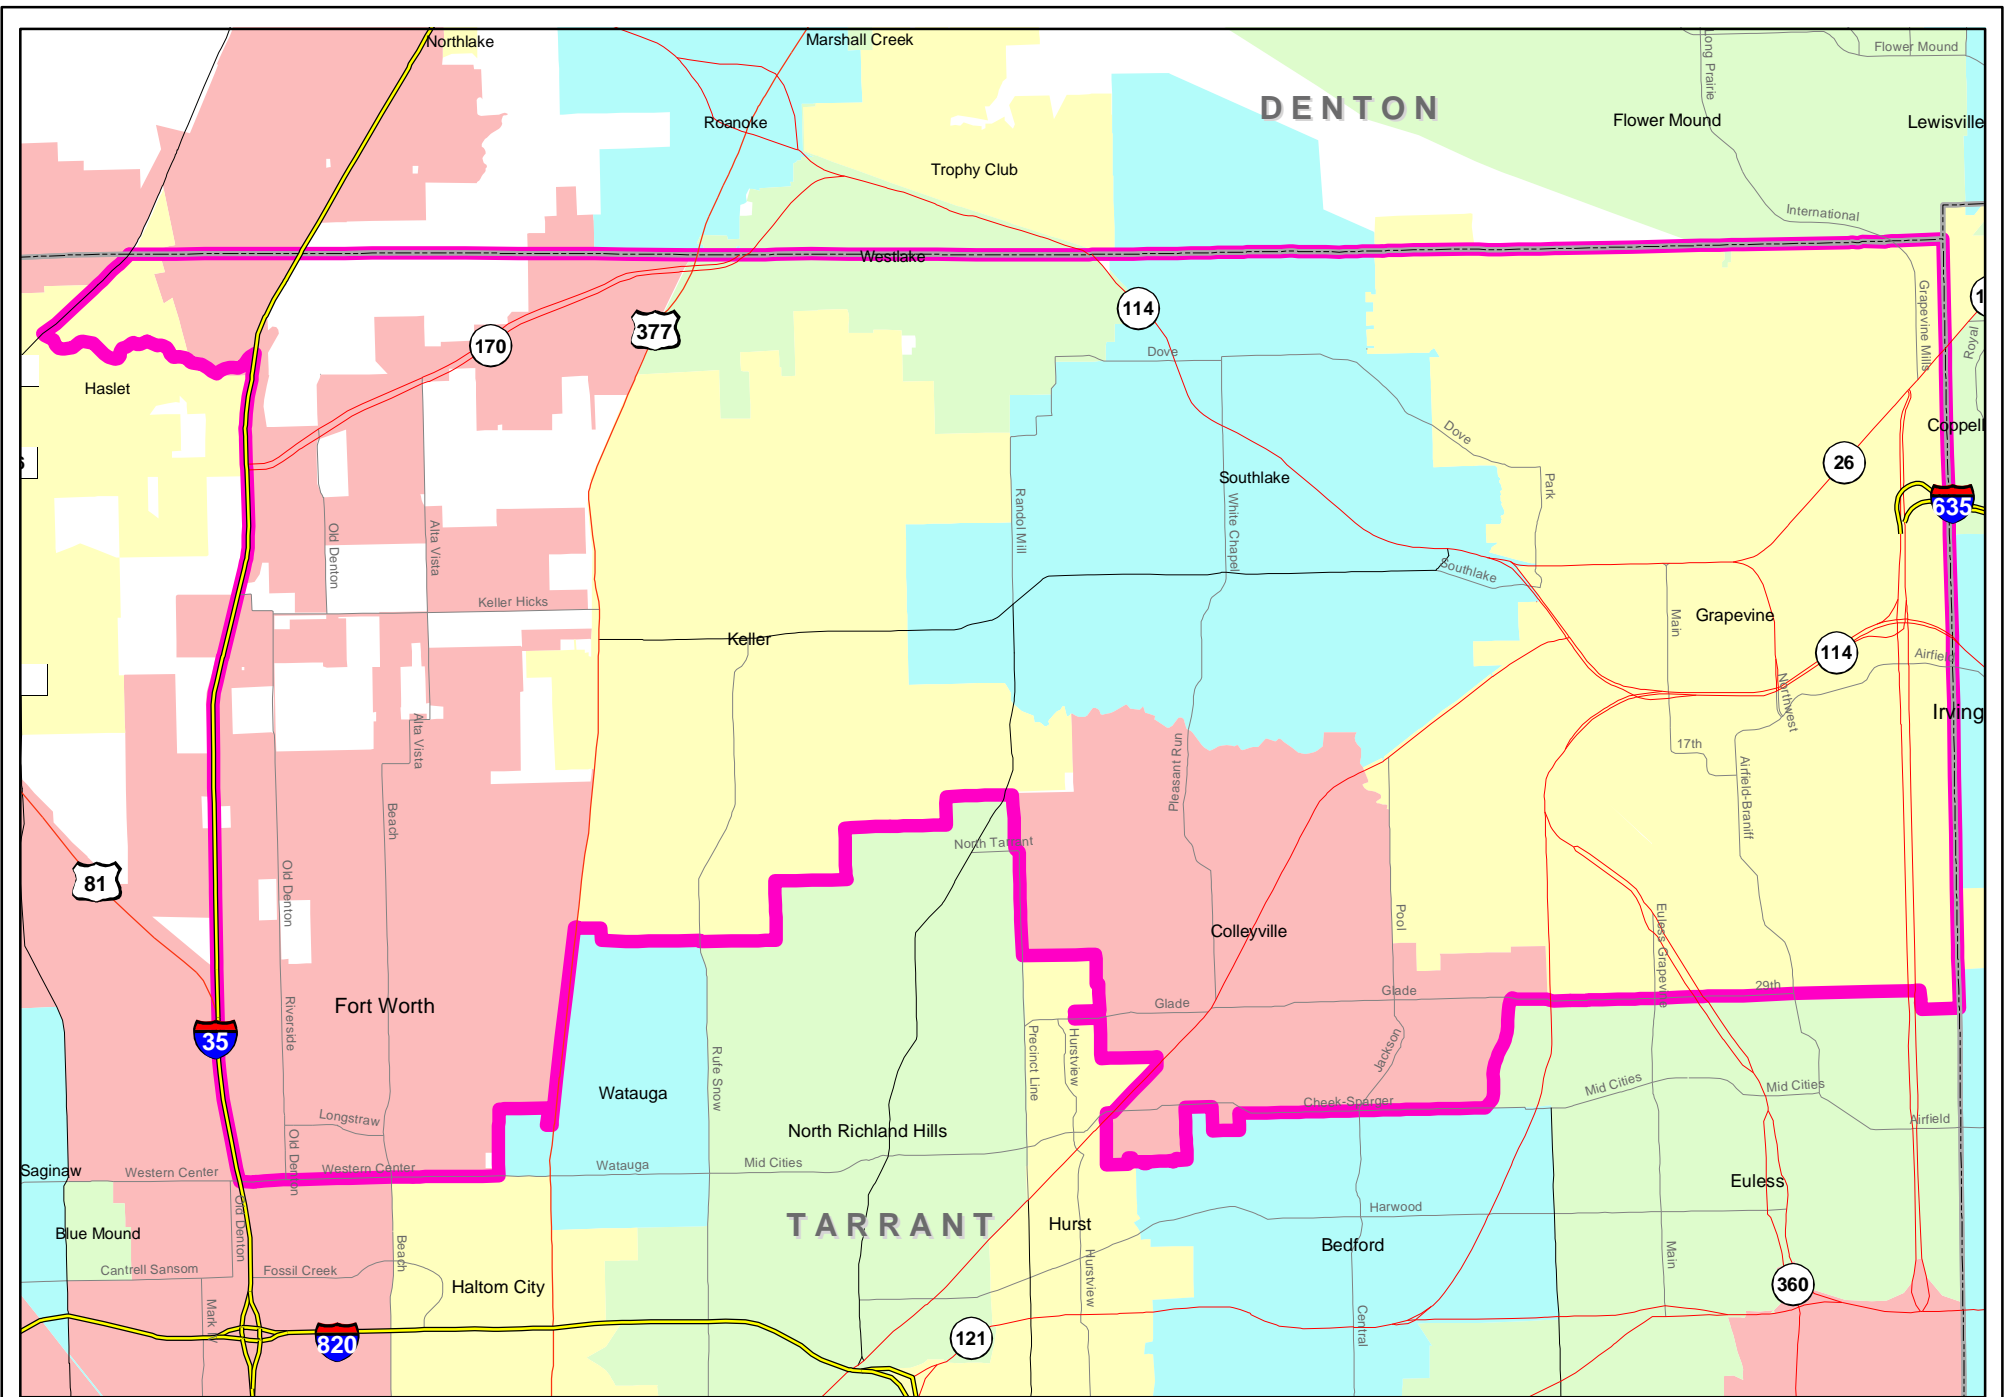 Northlake
Marshall Creek
Flower Mound
Long Prairie
DENTON
Roanoke
Flower Mound
Lewisville
Trophy Club
International
Westlake
114
377
170
Grapevine Mills
Royal
Dove
Haslet
Coppell
Dove
26
Southlake
Park
Randol Mill
White Chapel
635
Old Denton
Alta Vista
Southlake
Keller Hicks
Main
Grapevine
Keller
114
Airfield
Northwest
Irving
Alta Vista
17th
Pleasant Run
Airfield-Braniff
Beach
North Tarrant
81
Old Denton
Pool
Euless Grapevine
Colleyville
29th
Glade
Glade
Fort Worth
Riverside
35
Precinct Line
Hurstview
Jackson
Rufe Snow
Watauga
Mid Cities
Mid Cities
Cheek-Sparger
Longstraw
Airfield
North Richland Hills
Old Denton
Saginaw
Western Center
Western Center
Watauga
Mid Cities
Euless
Harwood
TARRANT
Hurst
Blue Mound
Old Denton
Bedford
Beach
Hurstview
Main
Cantrell Sansom
Fossil Creek
Haltom City
360
Central
820
121